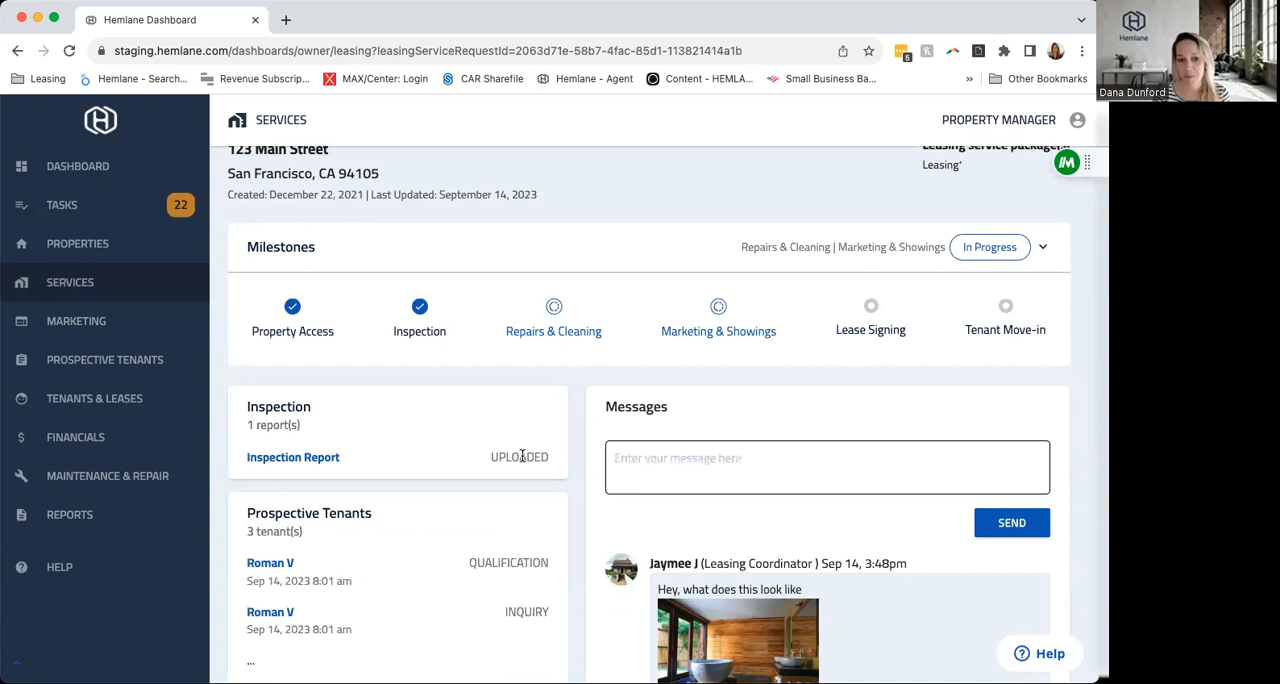 Hemlane Dashboard
staging.hemlane.com/dashboards/owner/leasing?leasingServiceRequestId=2063d71e-58b7-4fac-85d1-113821414a1b
5
Leasing
Hemlane - Search...
Revenue Subscrip...
MAX/Center: Login
CAR Sharefile
Hemlane - Agent
Content - HEMLA...
Small Business Ba...
»
Other Bookmarks
Hemlane
Dana Dunford
SERVICES
PROPERTY MANAGER
DASHBOARD
TASKS
22
PROPERTIES
SERVICES
MARKETING
PROSPECTIVE TENANTS
TENANTS & LEASES
FINANCIALS
MAINTENANCE & REPAIR
REPORTS
HELP
123 Main Street
San Francisco, CA 94105
Created: December 22, 2021 | Last Updated: September 14, 2023
Leasing service package(s)
Leasing+
Milestones
Repairs & Cleaning | Marketing & Showings
In Progress
Property Access
Inspection
Repairs & Cleaning
Marketing & Showings
Lease Signing
Tenant Move-in
Inspection
1 report(s)
Inspection Report
UPLOADED
Prospective Tenants
3 tenant(s)
Roman V
QUALIFICATION
Sep 14, 2023 8:01 am
Roman V
INQUIRY
Sep 14, 2023 8:01 am
...
Messages
Enter your message here
SEND
Jaymee J (Leasing Coordinator ) Sep 14, 3:48pm
Hey, what does this look like
Help